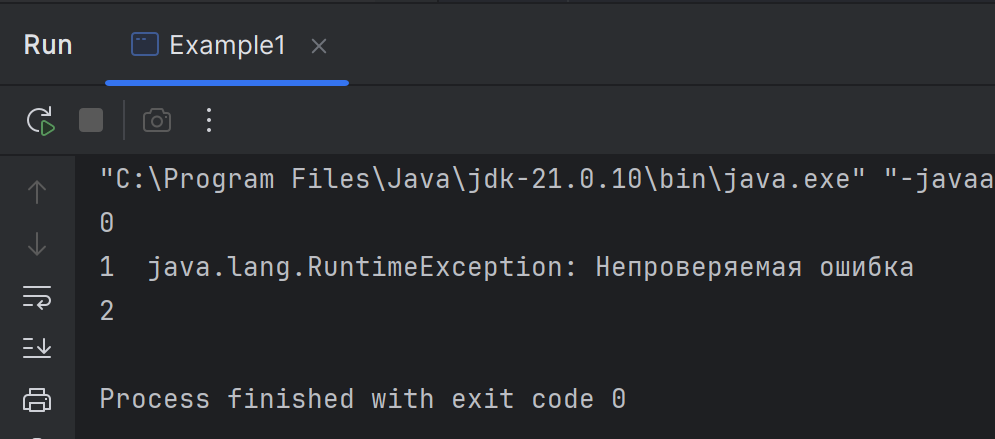 Run Example1
"C:\Program Files\Java\jdk-21.0.10\bin\java.exe" "-javaa
0
1  java.lang.RuntimeException: Непроверяемая ошибка
2
Process finished with exit code 0